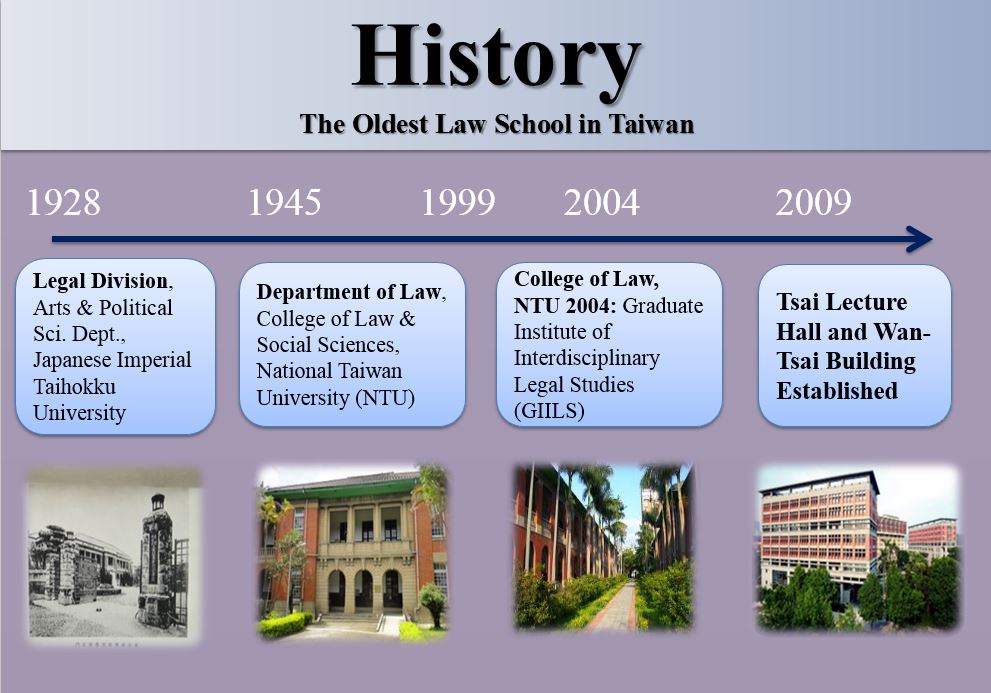 History
The Oldest Law School in Taiwan
1928 1945 1999 2004 2009
Legal Division,
Arts & Political
Sci. Dept.,
Japanese Imperial
Taihokku
University
Department of Law,
College of Law &
Social Sciences,
National Taiwan
University (NTU)
College of Law,
NTU 2004: Graduate
Institute of
Interdisciplinary
Legal Studies
(GIILS)
Tsai Lecture
Hall and Wan-
Tsai Building
Established